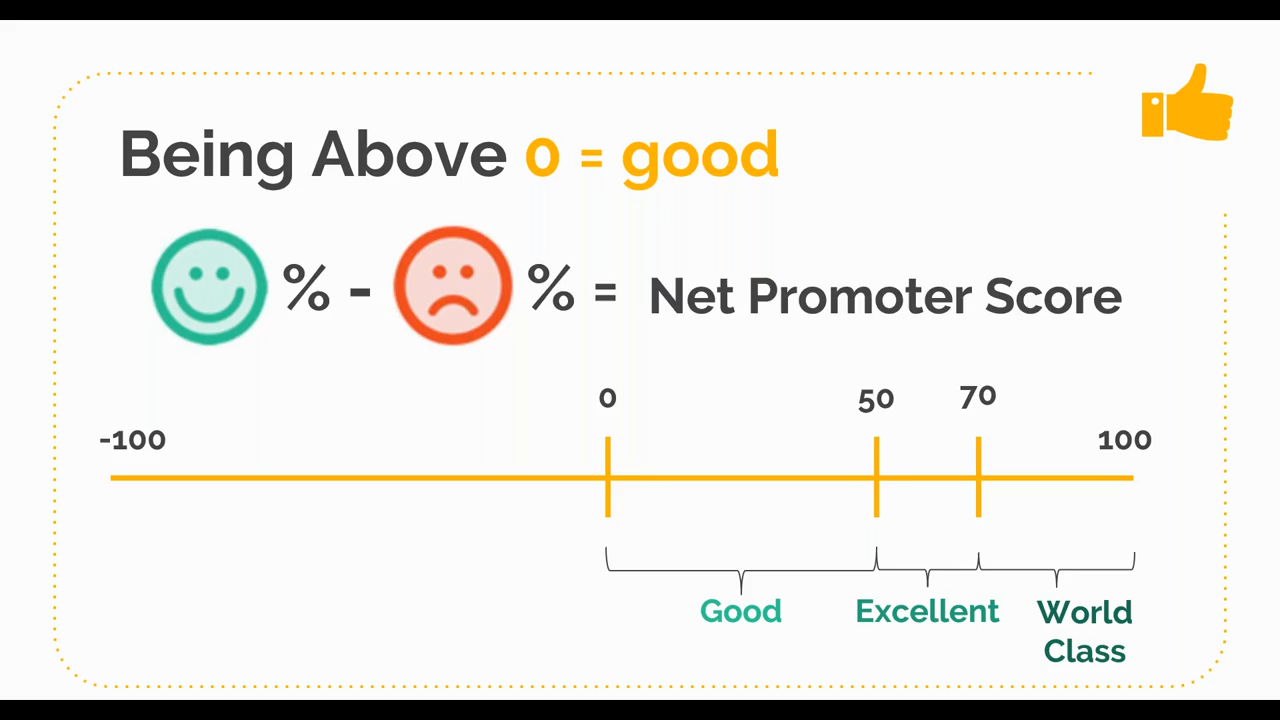 Being Above 0 = good
% - % = Net Promoter Score
0 50 70
-100 100
Good Excellent World
Class